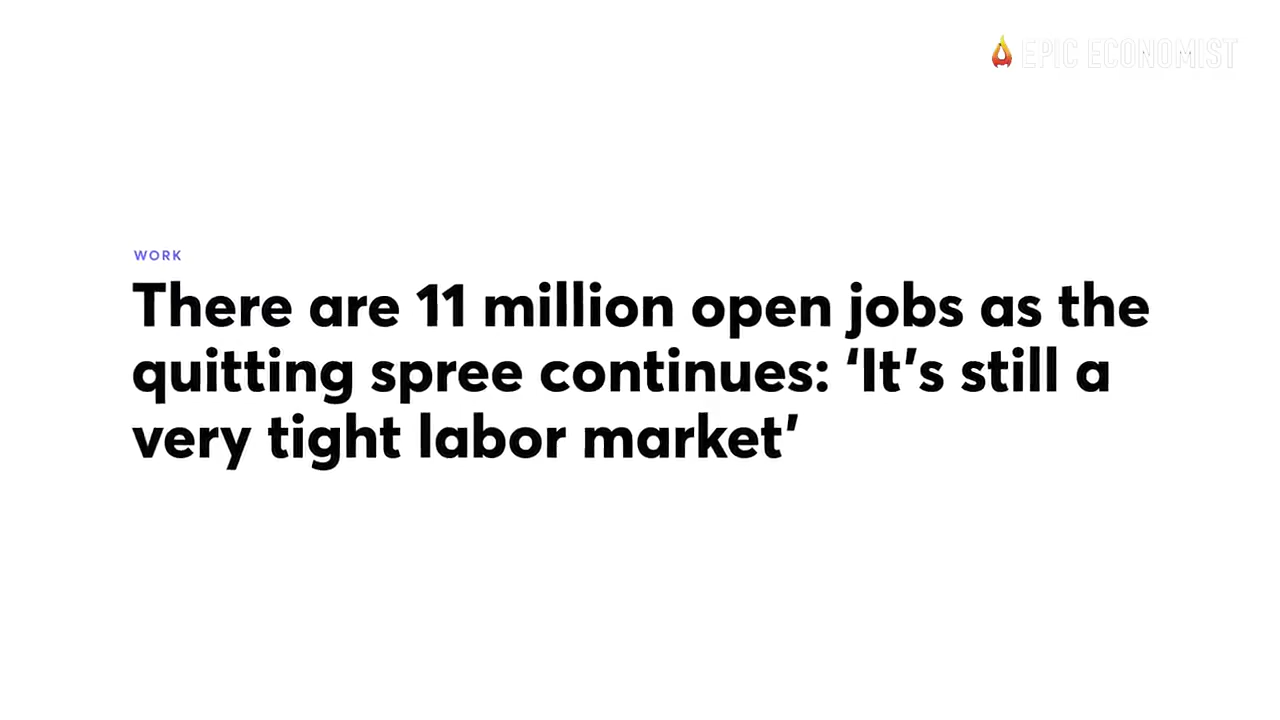 EPIC ECONOMIST
WORK
There are 11 million open jobs as the
quitting spree continues: ‘It’s still a
very tight labor market’